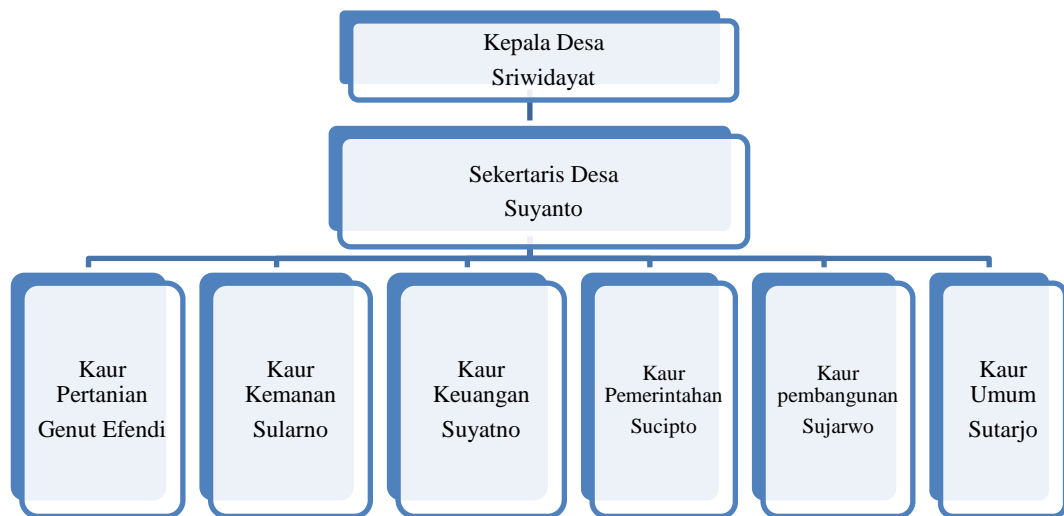 Kepala Desa
Sriwidayat
Sekertaris Desa
Suyanto
Kaur
Pertanian
Genut Efendi
Kaur
Kemanan
Sularno
Kaur
Keuangan
Suyatno
Kaur
Pemerintahan
Sucipto
Kaur
pembangunan
Sujarwo
Kaur
Umum
Sutarjo